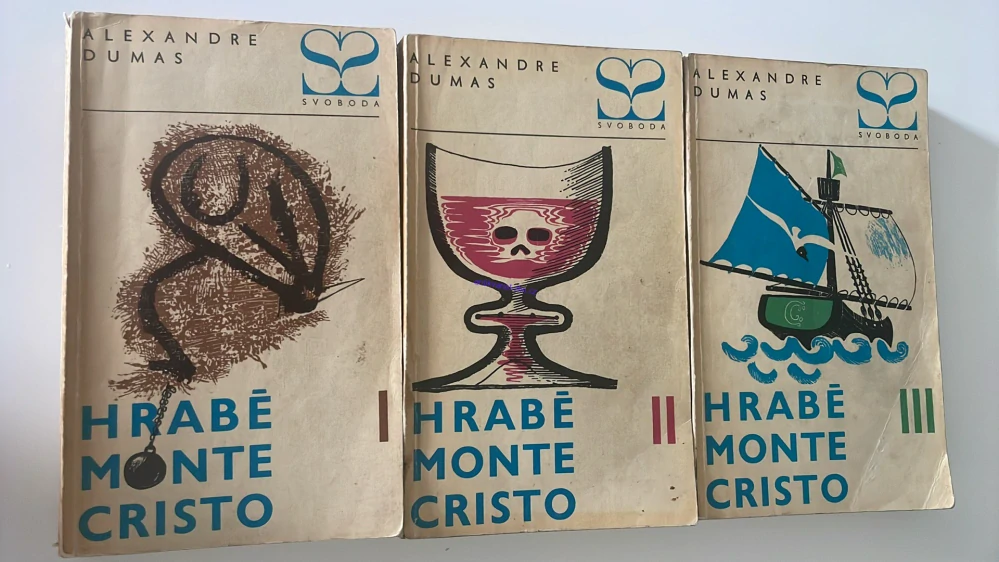 ALEXANDRE
DUMAS
SVOBODA
HRABĚ
MONTE
CRISTO
I
ALEXANDRE
DUMAS
SVOBODA
HRABĚ
MONTE
CRISTO
II
ALEXANDRE
DUMAS
SVOBODA
G
HRABĚ
MONTE
CRISTO
III